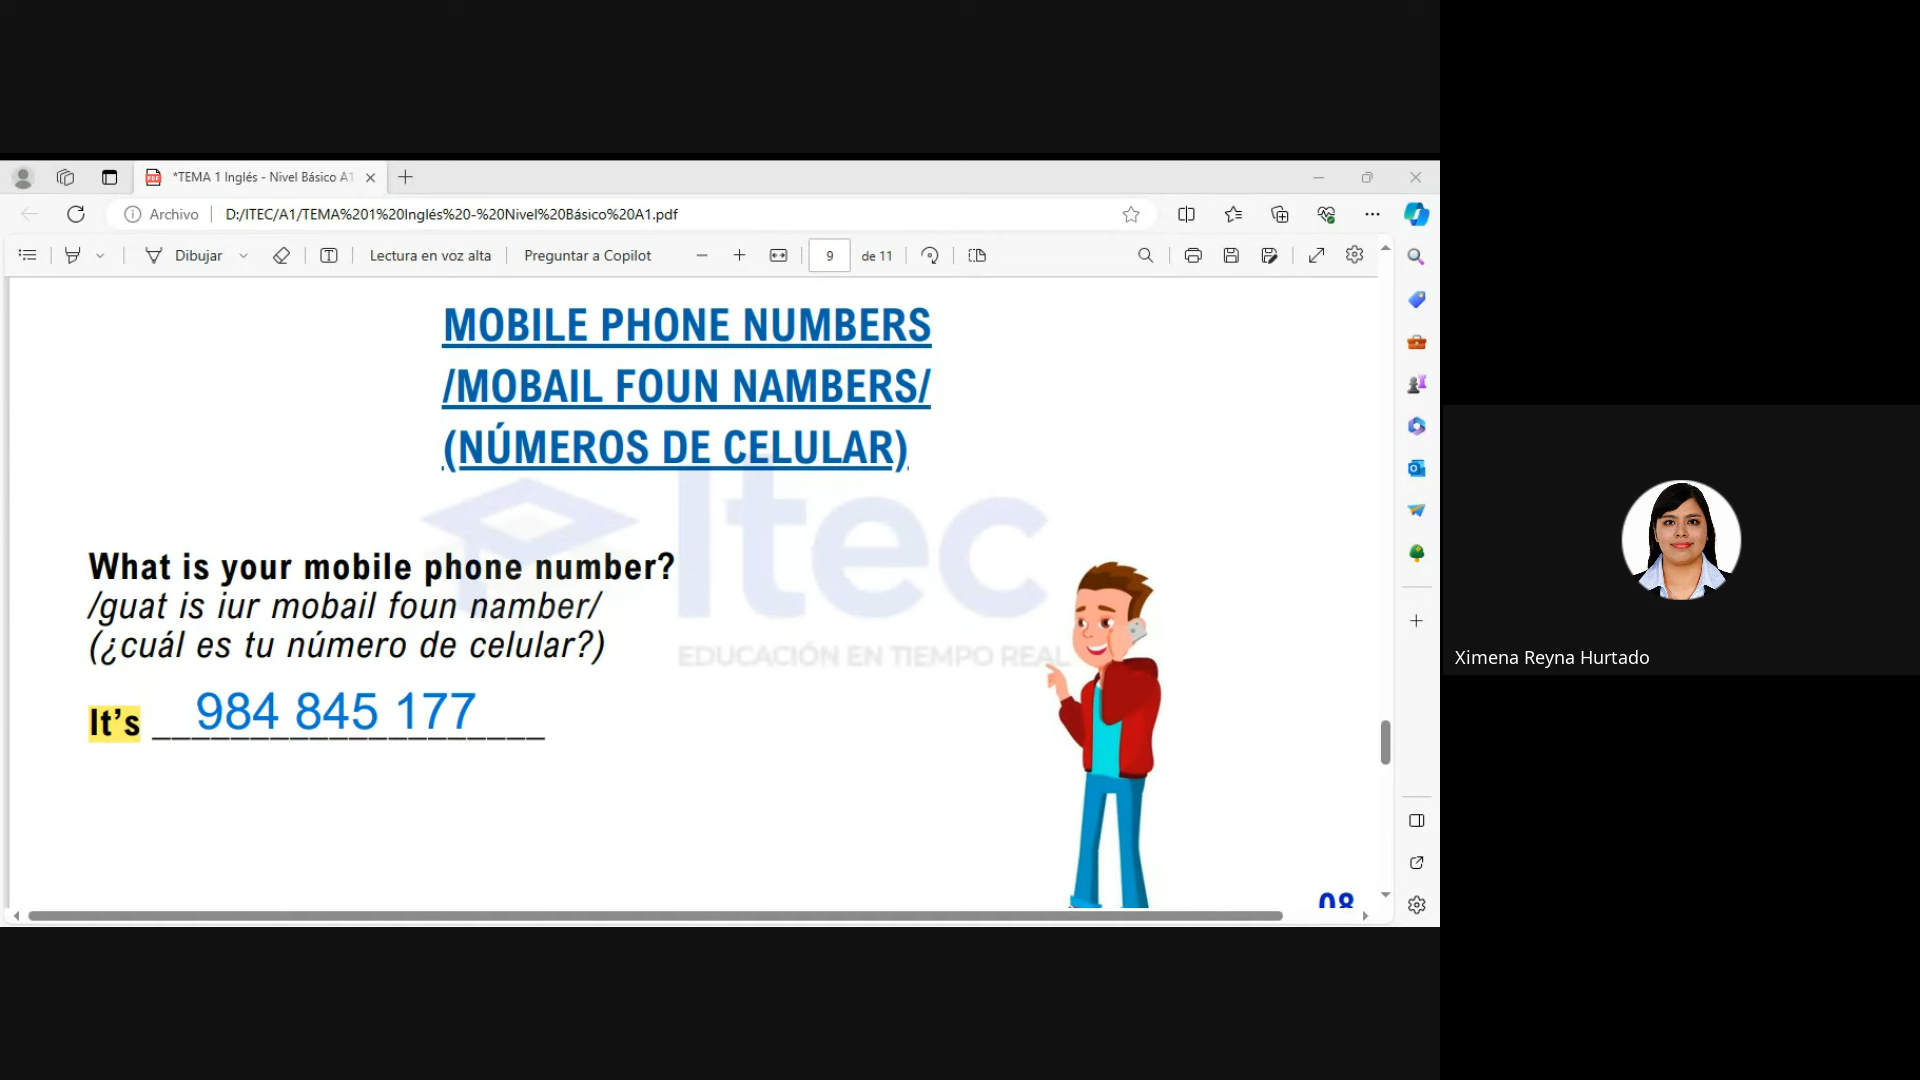 *TEMA 1 Inglés - Nivel Básico A1
Archivo
D:/ITEC/A1/TEMA%201%20Inglés%20-%20Nivel%20Básico%20A1.pdf
Dibujar
Lectura en voz alta
Preguntar a Copilot
9 de 11
MOBILE PHONE NUMBERS
/MOBAIL FOUN NAMBERS/
(NÚMEROS DE CELULAR)
Itec
EDUCACIÓN EN TIEMPO REAL
What is your mobile phone number?
/guat is iur mobail foun namber/
(¿cuál es tu número de celular?)
It’s ____________________
984 845 177
08
Ximena Reyna Hurtado